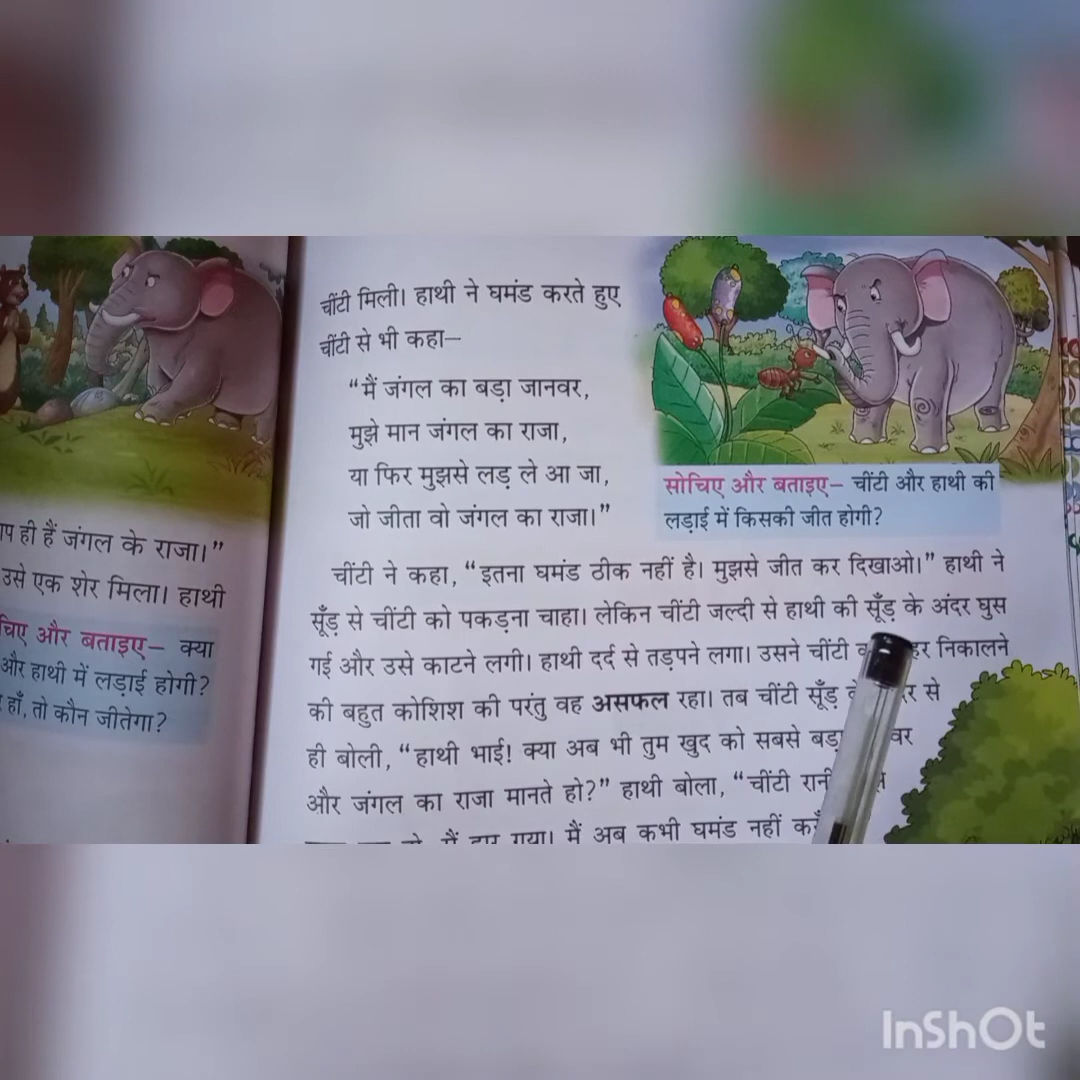 प ही हैं जंगल के राजा।”
उसे एक शेर मिला। हाथी
चिए और बताइए– क्या
और हाथी में लड़ाई होगी?
हाँ, तो कौन जीतेगा?
चींटी मिली। हाथी ने घमंड करते हुए
चींटी से भी कहा–
“मैं जंगल का बड़ा जानवर,
मुझे मान जंगल का राजा,
या फिर मुझसे लड़ ले आ जा,
जो जीता वो जंगल का राजा।”
सोचिए और बताइए– चींटी और हाथी की
लड़ाई में किसकी जीत होगी?
चींटी ने कहा, “इतना घमंड ठीक नहीं है। मुझसे जीत कर दिखाओ।” हाथी ने
सूँड़ से चींटी को पकड़ना चाहा। लेकिन चींटी जल्दी से हाथी की सूँड़ के अंदर घुस
गई और उसे काटने लगी। हाथी दर्द से तड़पने लगा। उसने चींटी निकालने
की बहुत कोशिश की परंतु वह असफल रहा। तब चींटी सूँड़ से
ही बोली, “हाथी भाई! क्या अब भी तुम खुद को सबसे
और जंगल का राजा मानते हो?” हाथी बोला, “चींटी
मैं हार गया। मैं अब कभी घमंड नहीं
InShOt